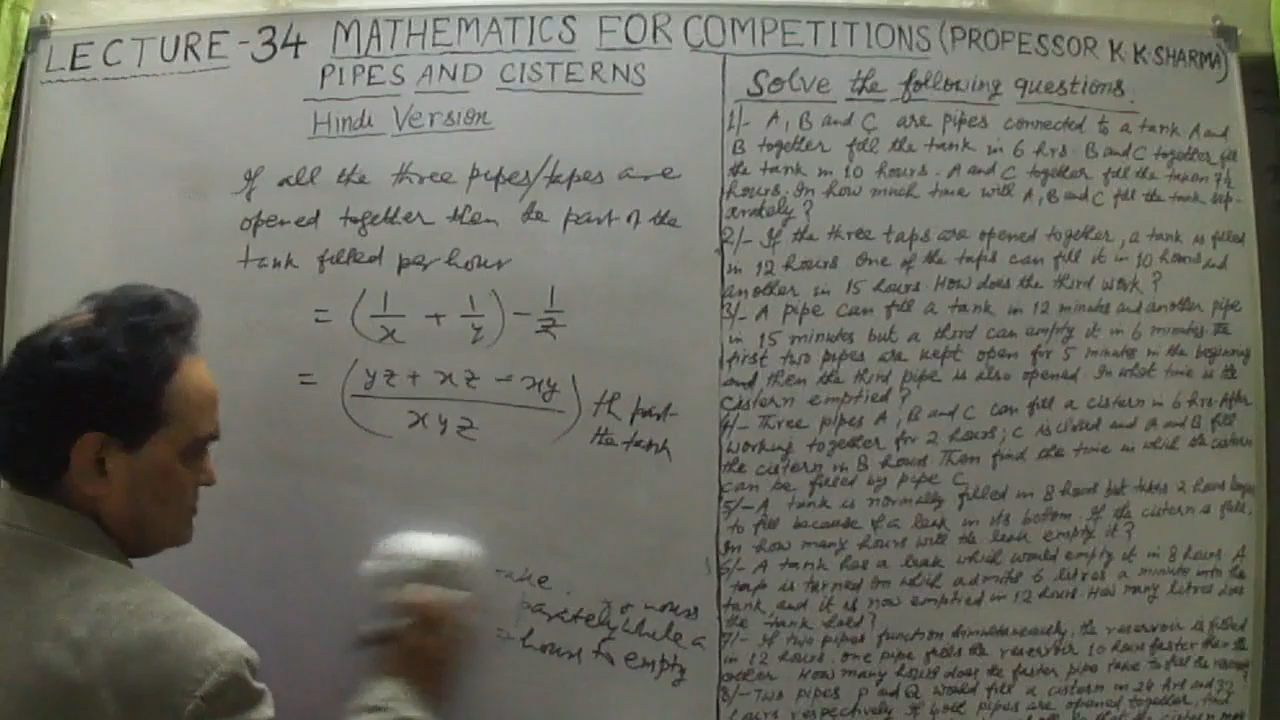 LECTURE-34 MATHEMATICS FOR COMPETITIONS (PROFESSOR K K SHARMA)
PIPES AND CISTERNS
Hindi Version
If all the three pipes/tapes are
opened together then the part of the
tank filled per hour
= (1/x + 1/y) - 1/z
= (yz + xz - xy / xyz) th part
the tank
hours
parately while a
hours to empty
Solve the following questions.
1/- A, B and C are pipes connected to a tank. A and
B together fill the tank in 6 hrs. B and C together fill
the tank in 10 hours. A and C together fill the tank in 7½
hours. In how much time will A, B and C fill the tank sep-
arately?
2/- If the three taps are opened together, a tank is filled
in 12 hours. One of the taps can fill it in 10 hours and
another in 15 hours. How does the third work?
3/- A pipe can fill a tank in 12 minutes and another pipe
in 15 minutes but a third can empty it in 6 minutes. The
first two pipes are kept open for 5 minutes in the beginning
and then the third pipe is also opened. In what time is the
cistern emptied?
4/- Three pipes A, B and C can fill a cistern in 6 hrs. After
working together for 2 hours, C is closed and A and B fill
the cistern in 8 hours. Then find the time in which the cistern
can be filled by pipe C.
5/- A tank is normally filled in 8 hours but takes 2 hours longer
to fill because of a leak in its bottom. If the cistern is full,
In how many hours will the leak empty it?
6/- A tank has a leak which would empty it in 8 hours. A
tap is turned on which admits 6 litres a minute into the
tank and it is now emptied in 12 hours. How many litres does
the tank hold?
7/- If two pipes function simultaneously, the reservoir is filled
in 12 hours. One pipe fills the reservoir 10 hours faster than the
other. How many hours does the faster pipe take to fill the
8/- Two pipes P and Q would fill a cistern in 24 hrs and 32
hours respectively. If both pipes are opened together, find